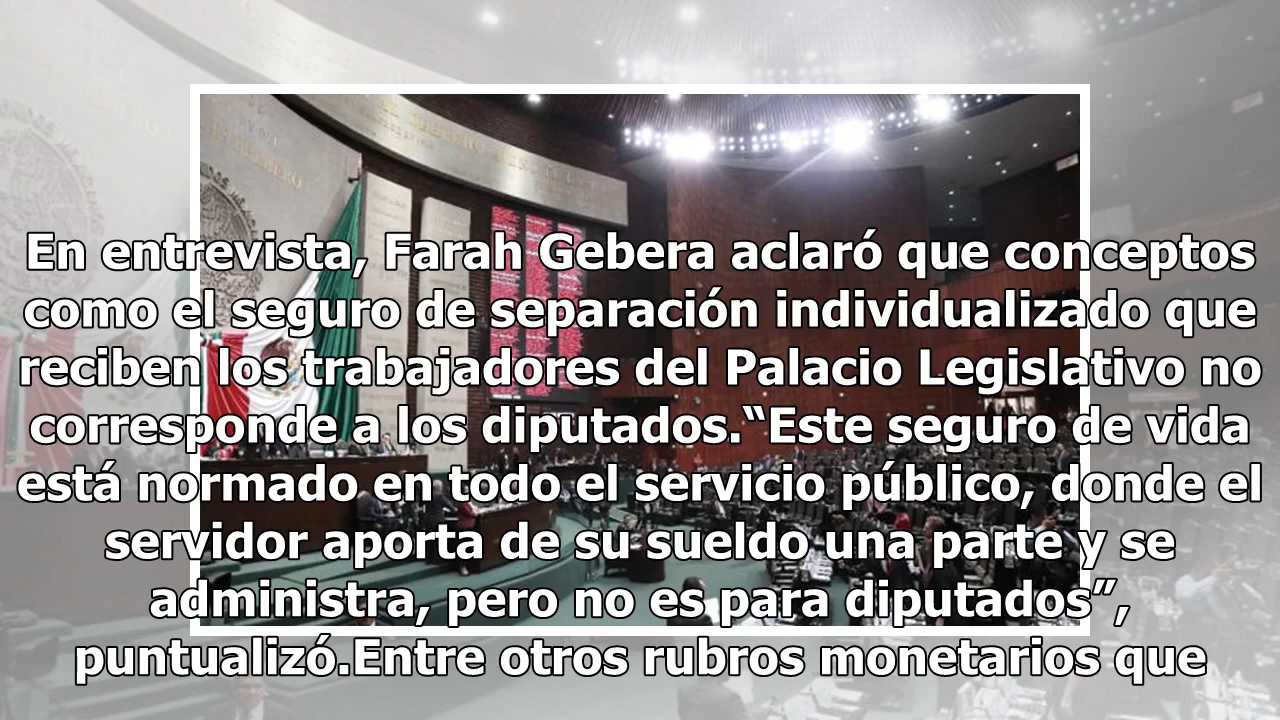 En entrevista, Farah Gebera aclaró que conceptos
como el seguro de separación individualizado que
reciben los trabajadores del Palacio Legislativo no
corresponde a los diputados.“Este seguro de vida
está normado en todo el servicio público, donde el
servidor aporta de su sueldo una parte y se
administra, pero no es para diputados”,
puntualizó.Entre otros rubros monetarios que